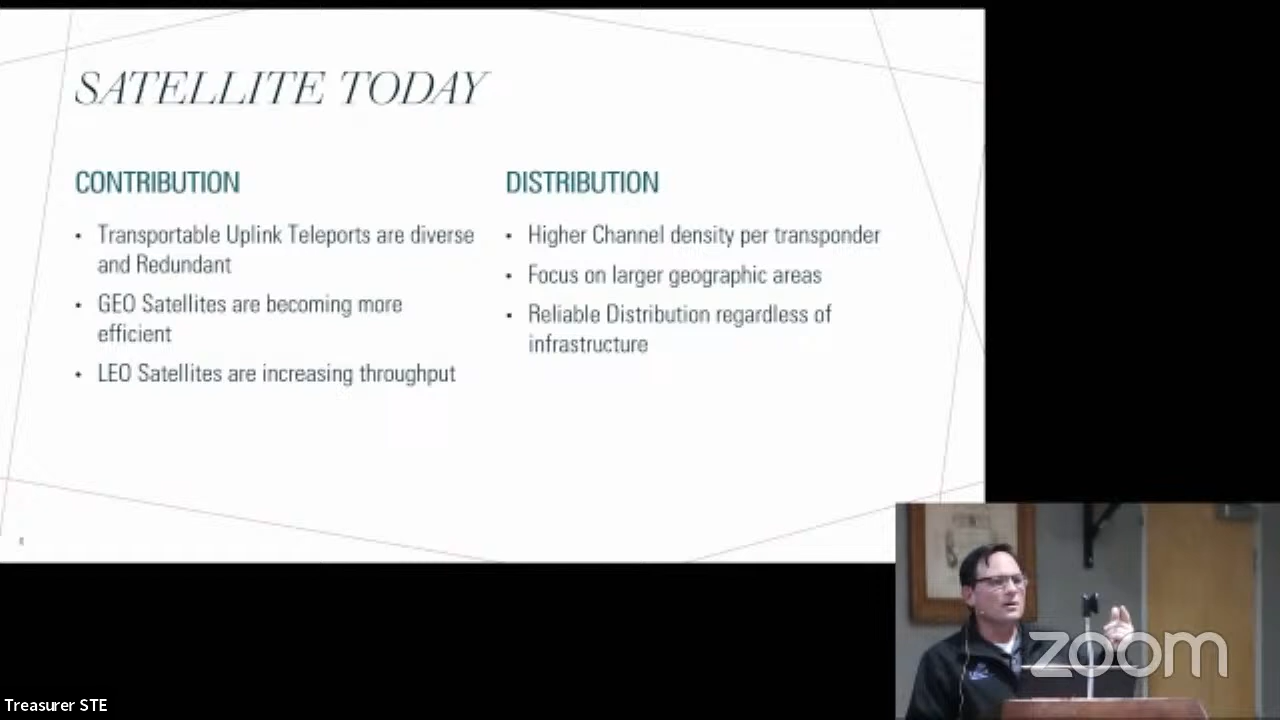 SATELLITE TODAY
CONTRIBUTION
• Transportable Uplink Teleports are diverse
and Redundant
• GEO Satellites are becoming more
efficient
• LEO Satellites are increasing throughput
DISTRIBUTION
• Higher Channel density per transponder
• Focus on larger geographic areas
• Reliable Distribution regardless of
infrastructure
zoom
Treasurer STE